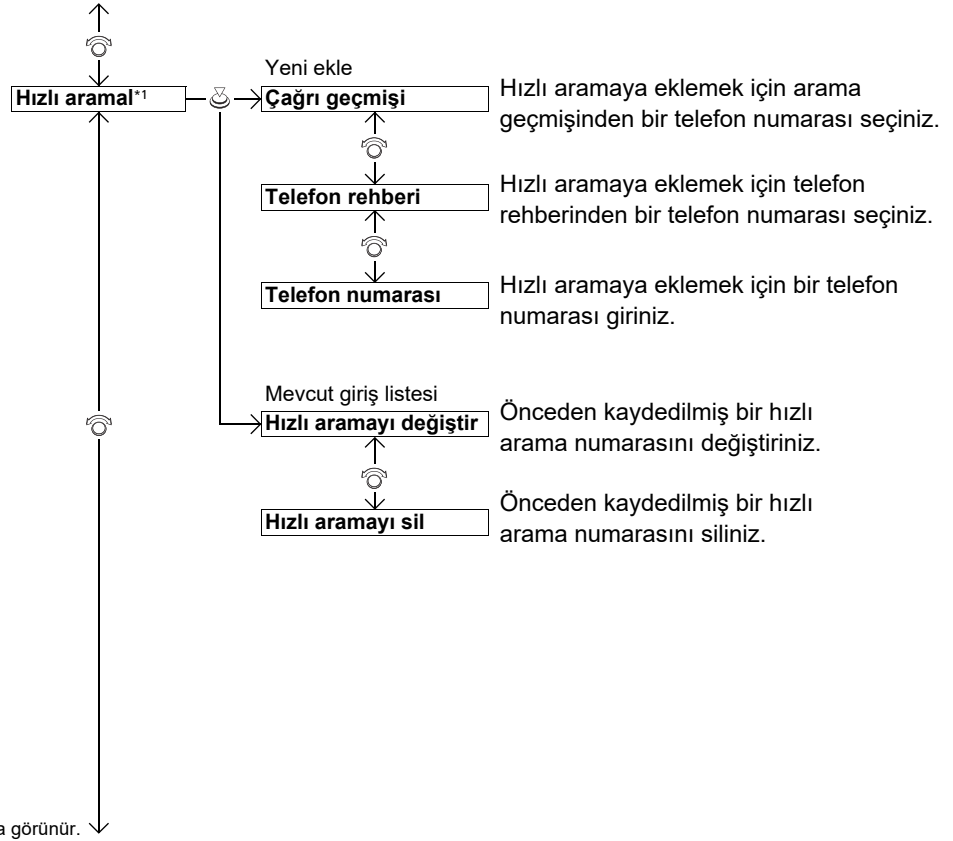 Yeni ekle
Hızlı aramal*1
Çağrı geçmişi
Hızlı aramaya eklemek için arama
geçmişinden bir telefon numarası seçiniz.
Telefon rehberi
Hızlı aramaya eklemek için telefon
rehberinden bir telefon numarası seçiniz.
Telefon numarası
Hızlı aramaya eklemek için bir telefon
numarası giriniz.
Mevcut giriş listesi
Hızlı aramayı değiştir
Önceden kaydedilmiş bir hızlı
arama numarasını değiştiriniz.
Hızlı aramayı sil
Önceden kaydedilmiş bir hızlı
arama numarasını siliniz.
a görünür.